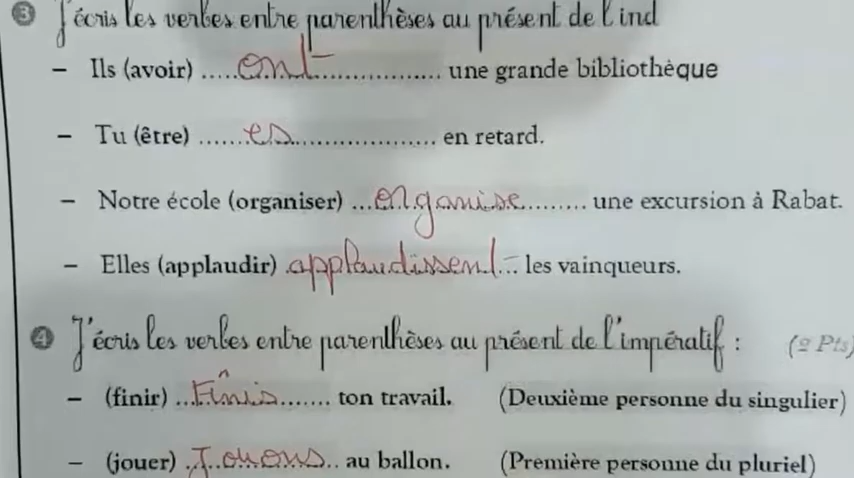 ❸ J'écris les verbes entre parenthèses au présent de l'ind
– Ils (avoir) .....ont.................. une grande bibliothèque
– Tu (être) .......es..................... en retard.
– Notre école (organiser) ...organise......... une excursion à Rabat.
– Elles (applaudir) .applaudissent... les vainqueurs.
❹ J'écris les verbes entre parenthèses au présent de l'impératif : (2 Pts)
– (finir) ...Finis....... ton travail. (Deuxième personne du singulier)
– (jouer) ..Jouons.. au ballon. (Première personne du pluriel)